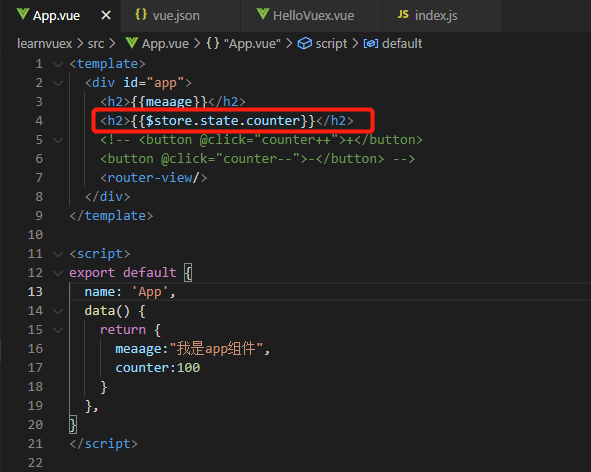 App.vue vue.json HelloVuex.vue JS index.js
learnvuex > src > App.vue > {} "App.vue" > script > default
1 <template>
2 <div id="app">
3 <h2>{{meaage}}</h2>
4 <h2>{{$store.state.counter}}</h2>
5 <!-- <button @click="counter++">+</button>
6 <button @click="counter--">-</button> -->
7 <router-view/>
8 </div>
9 </template>
10
11 <script>
12 export default {
13 name: 'App',
14 data() {
15 return {
16 meaage:"我是app组件",
17 counter:100
18 }
19 },
20 }
21 </script>
22